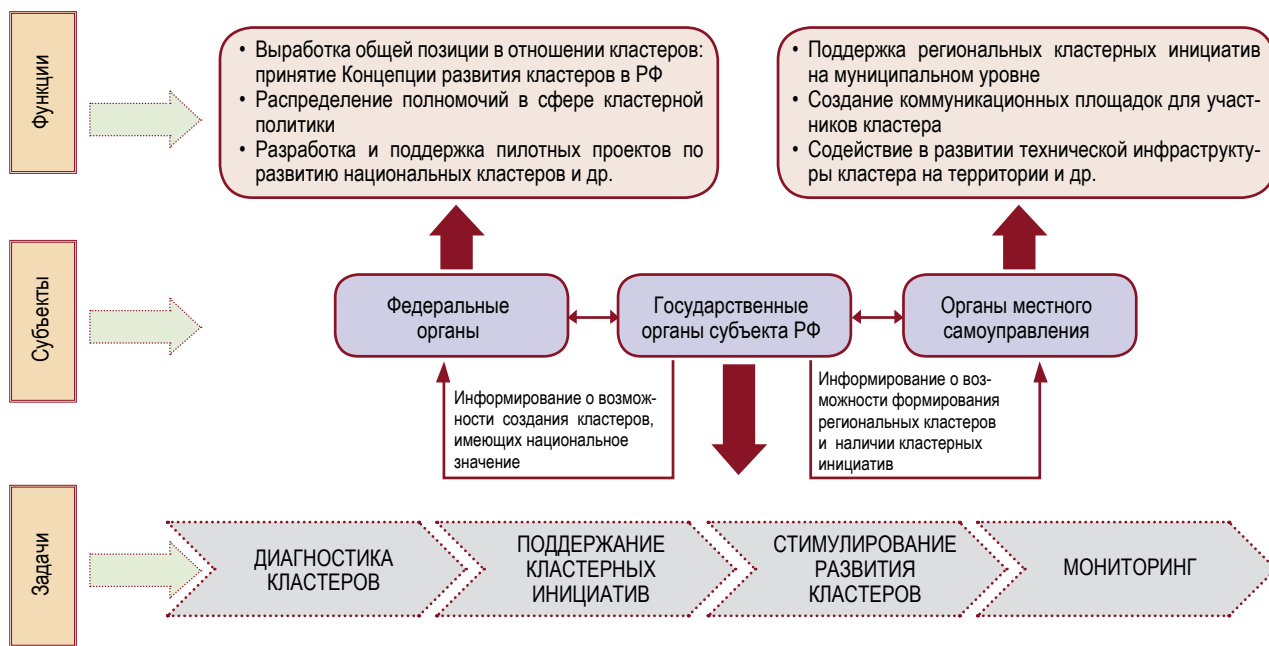 Функции
• Выработка общей позиции в отношении кластеров:
принятие Концепции развития кластеров в РФ
• Распределение полномочий в сфере кластерной
политики
• Разработка и поддержка пилотных проектов по
развитию национальных кластеров и др.
• Поддержка региональных кластерных инициатив
на муниципальном уровне
• Создание коммуникационных площадок для участ-
ников кластера
• Содействие в развитии технической инфраструкту-
ры кластера на территории и др.
Субъекты
Федеральные
органы
Государственные
органы субъекта РФ
Органы местного
самоуправления
Информирование о возмож-
ности создания кластеров,
имеющих национальное
значение
Информирование о воз-
можности формирования
региональных кластеров
и наличии кластерных
инициатив
Задачи
ДИАГНОСТИКА
КЛАСТЕРОВ
ПОДДЕРЖАНИЕ
КЛАСТЕРНЫХ
ИНИЦИАТИВ
СТИМУЛИРОВАНИЕ
РАЗВИТИЯ
КЛАСТЕРОВ
МОНИТОРИНГ